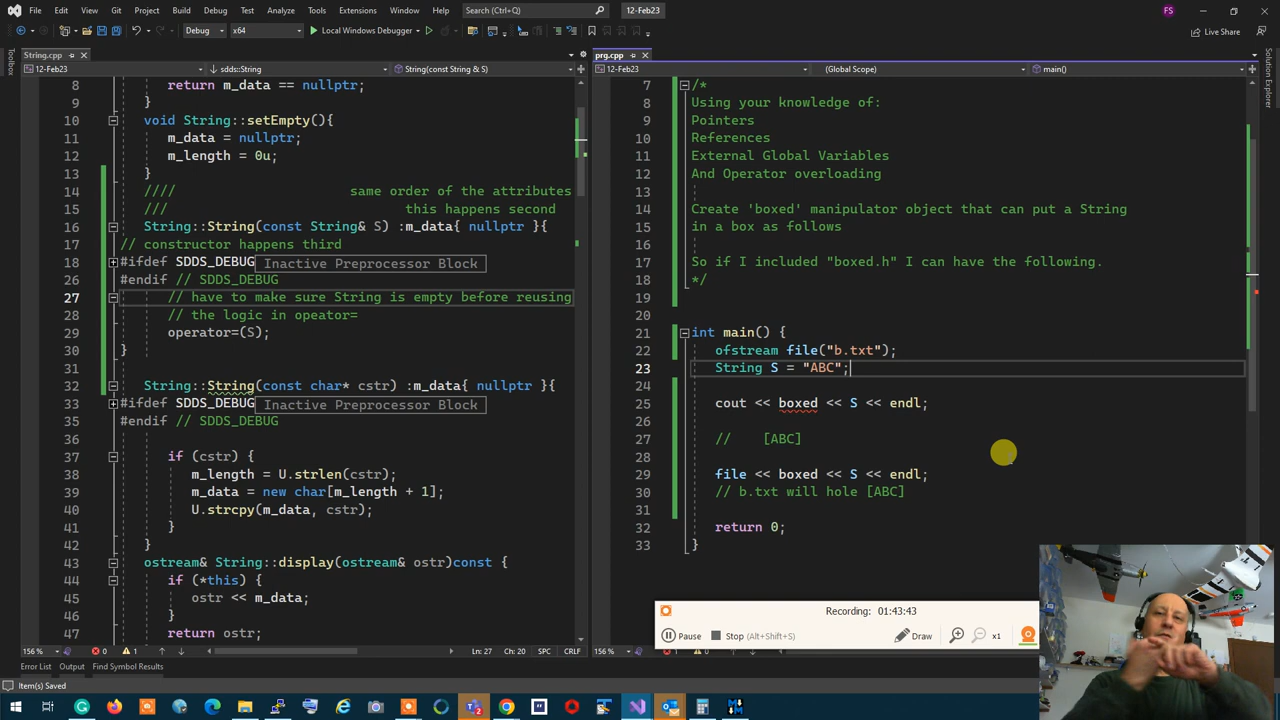 File Edit View Git Project Build Debug Test Analyze Tools Extensions Window Help Search (Ctrl+Q) 12-Feb23 FS
Debug x64 Local Windows Debugger Live Share
String.cpp
12-Feb23 sdds::String String(const String & S)
Toolbox
8 return m_data == nullptr;
9 }
10 void String::setEmpty(){
11 m_data = nullptr;
12 m_length = 0u;
13 }
14 //// same order of the attributes
15 /// this happens second
16 String::String(const String& S) :m_data{ nullptr }{
17 // constructor happens third
18 #ifdef SDDS_DEBUG Inactive Preprocessor Block
26 #endif // SDDS_DEBUG
27 // have to make sure String is empty before reusing
28 // the logic in opeator=
29 operator=(S);
30 }
31
32 String::String(const char* cstr) :m_data{ nullptr }{
33 #ifdef SDDS_DEBUG Inactive Preprocessor Block
35 #endif // SDDS_DEBUG
36
37 if (cstr) {
38 m_length = U.strlen(cstr);
39 m_data = new char[m_length + 1];
40 U.strcpy(m_data, cstr);
41 }
42 }
43 ostream& String::display(ostream& ostr)const {
44 if (*this) {
45 ostr << m_data;
46 }
47 return ostr;
156 % 0 1 Ln: 27 Ch: 20 SPC CRLF
prg.cpp
12-Feb23 (Global Scope) main()
Solution Explorer
7 /*
8 Using your knowledge of:
9 Pointers
10 References
11 External Global Variables
12 And Operator overloading
13
14 Create 'boxed' manipulator object that can put a String
15 in a box as follows
16
17 So if I included "boxed.h" I can have the following.
18 */
19
20
21 int main() {
22 ofstream file("b.txt");
23 String S = "ABC";
24
25 cout << boxed << S << endl;
26
27 // [ABC]
28
29 file << boxed << S << endl;
30 // b.txt will hole [ABC]
31
32 return 0;
33 }
Recording: 01:43:43
Pause Stop (Alt+Shift+S) Draw x1
156 % 1 0
Error List Output Find Symbol Results
Item(s) Saved